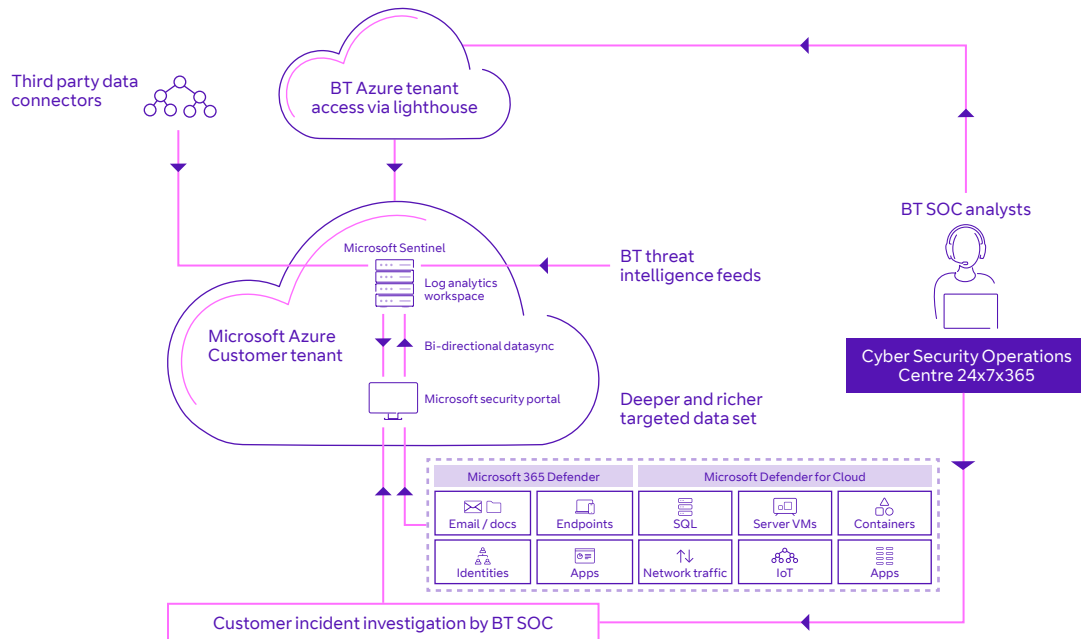 Third party data
connectors
BT Azure tenant
access via lighthouse
BT SOC analysts
Microsoft Sentinel
Log analytics
workspace
BT threat
intelligence feeds
Microsoft Azure
Customer tenant
Bi-directional datasync
Microsoft security portal
Cyber Security Operations
Centre 24x7x365
Deeper and richer
targeted data set
Microsoft 365 Defender
Microsoft Defender for Cloud
Email / docs
Endpoints
SQL
Server VMs
Containers
Identities
Apps
Network traffic
IoT
Apps
Customer incident investigation by BT SOC